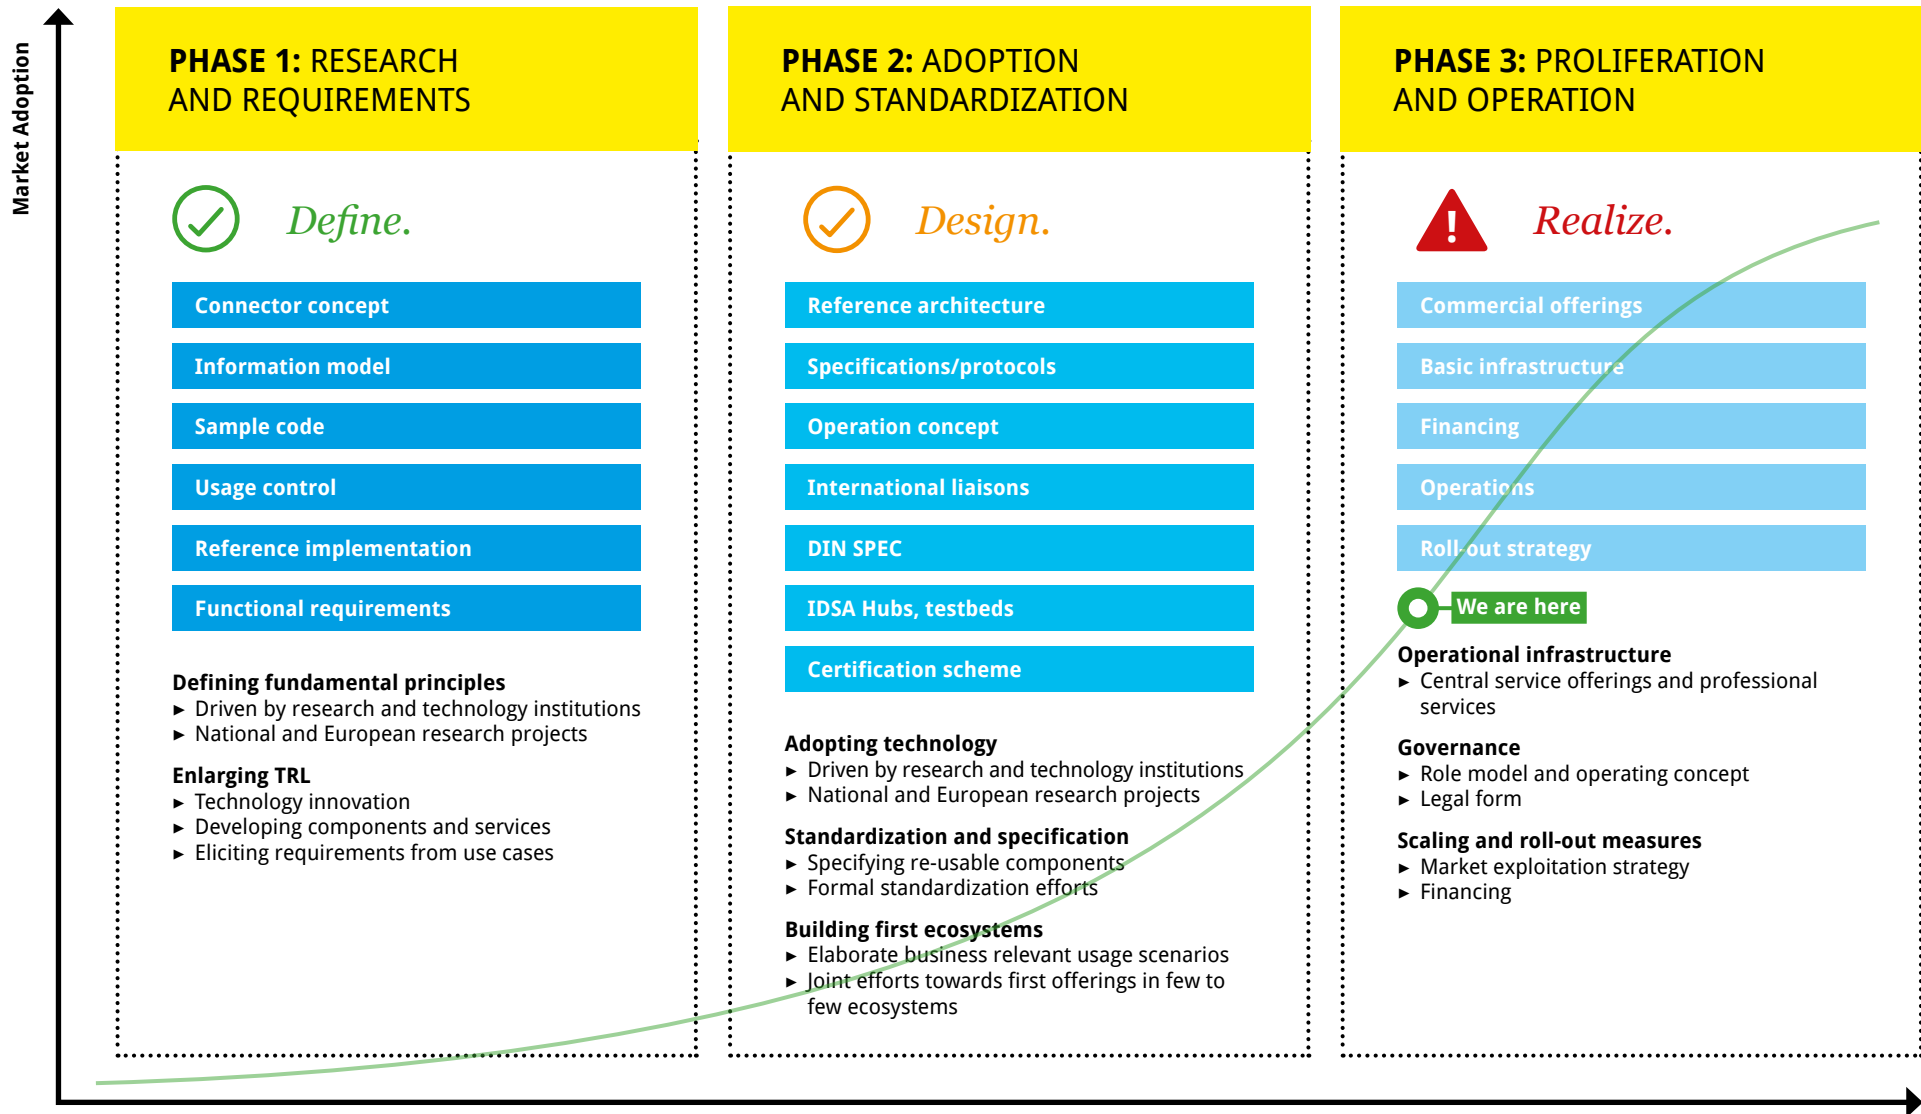 Market Adoption
PHASE 1: RESEARCH
AND REQUIREMENTS
Define.
Connector concept
Information model
Sample code
Usage control
Reference implementation
Functional requirements
Defining fundamental principles
► Driven by research and technology institutions
► National and European research projects
Enlarging TRL
► Technology innovation
► Developing components and services
► Eliciting requirements from use cases
PHASE 2: ADOPTION
AND STANDARDIZATION
Design.
Reference architecture
Specifications/protocols
Operation concept
International liaisons
DIN SPEC
IDSA Hubs, testbeds
Certification scheme
Adopting technology
► Driven by research and technology institutions
► National and European research projects
Standardization and specification
► Specifying re-usable components
► Formal standardization efforts
Building first ecosystems
► Elaborate business relevant usage scenarios
► Joint efforts towards first offerings in few to
few ecosystems
PHASE 3: PROLIFERATION
AND OPERATION
Realize.
Commercial offerings
Basic infrastructure
Financing
Operations
Roll-out strategy
We are here
Operational infrastructure
► Central service offerings and professional
services
Governance
► Role model and operating concept
► Legal form
Scaling and roll-out measures
► Market exploitation strategy
► Financing